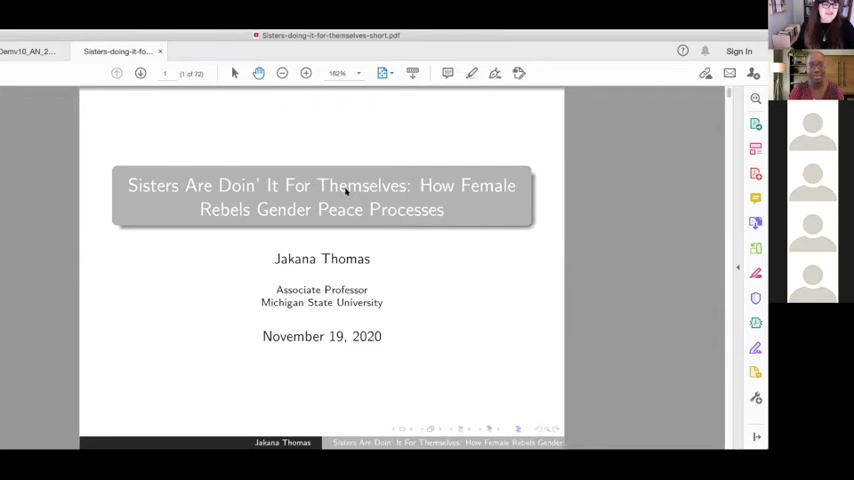 Sisters-doing-it-for-themselves-short.pdf
Demv10_AN_2...
Sisters-doing-it-fo... ×
Sign In
1
(1 of 72)
162%
Sisters Are Doin' It For Themselves: How Female
Rebels Gender Peace Processes
Jakana Thomas
Associate Professor
Michigan State University
November 19, 2020
Jakana Thomas
Sisters Are Doin' It For Themselves: How Female Rebels Gender